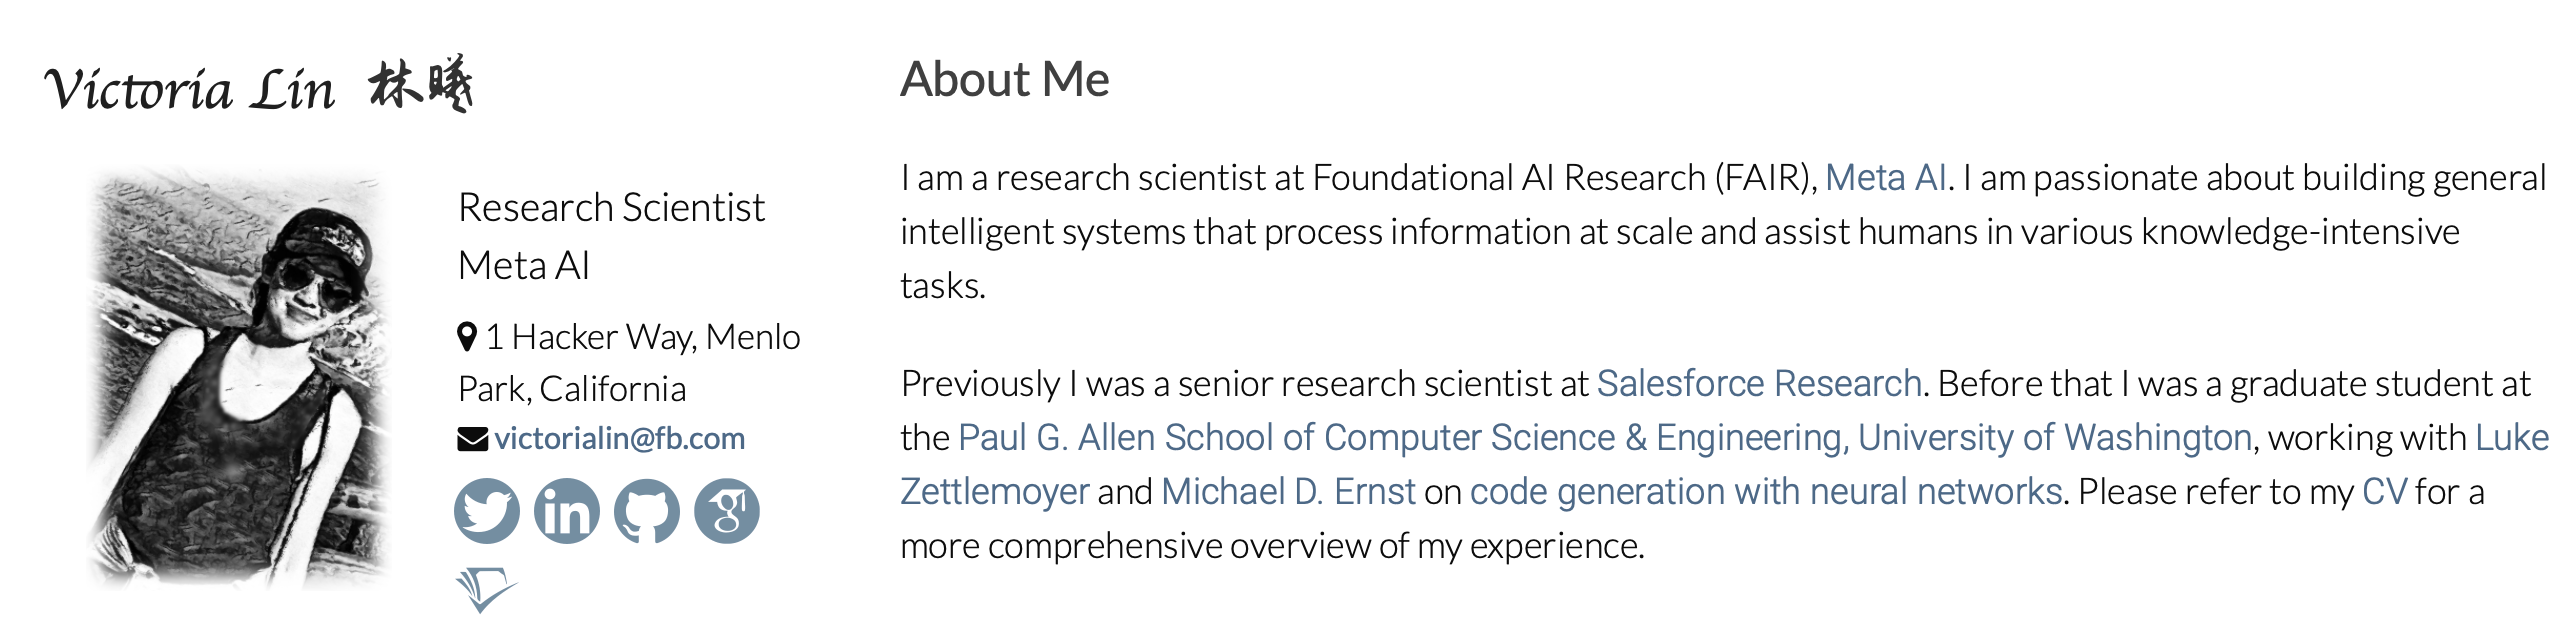 Victoria Lin 林曦
Research Scientist
Meta AI
1 Hacker Way, Menlo
Park, California
victorialin@fb.com
About Me
I am a research scientist at Foundational AI Research (FAIR), Meta AI. I am passionate about building general
intelligent systems that process information at scale and assist humans in various knowledge-intensive
tasks.
Previously I was a senior research scientist at Salesforce Research. Before that I was a graduate student at
the Paul G. Allen School of Computer Science & Engineering, University of Washington, working with Luke
Zettlemoyer and Michael D. Ernst on code generation with neural networks. Please refer to my CV for a
more comprehensive overview of my experience.